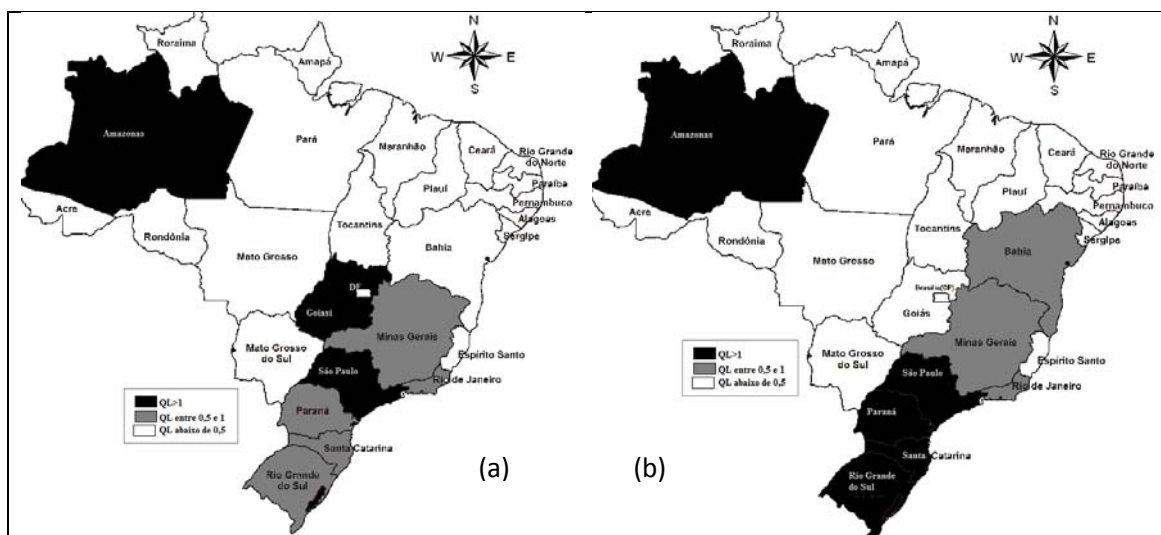 N
W E
S
Roraima
Amapá
Amazonas
Pará
Maranhão
Ceará
Rio Grande
do Norte
Paraíba
Piauí
Pernambuco
Acre
Alagoas
Sergipe
Tocantins
Rondônia
Bahia
Mato Grosso
DF
Goiasi
Minas Gerais
Mato Grosso
do Sul
Espírito Santo
São Paulo
Rio de Janeiro
QL>1
QL entre 0,5 e 1
QL abaixo de 0,5
Paraná
Santa Catarina
Rio Grande
do Sul
(a)
N
W E
S
Roraima
Amapá
Amazonas
Pará
Maranhão
Ceará
Rio Grande
do Norte
Paraíba
Piauí
Pernambuco
Acre
Alagoas
Sergipe
Tocantins
Rondônia
Bahia
Mato Grosso
Brasília(DF)
Goiás
Minas Gerais
Mato Grosso
do Sul
Espírito Santo
São Paulo
Rio de Janeiro
QL>1
QL entre 0,5 e 1
QL abaixo de 0,5
Paraná
Santa Catarina
Rio Grande
do Sul
(b)